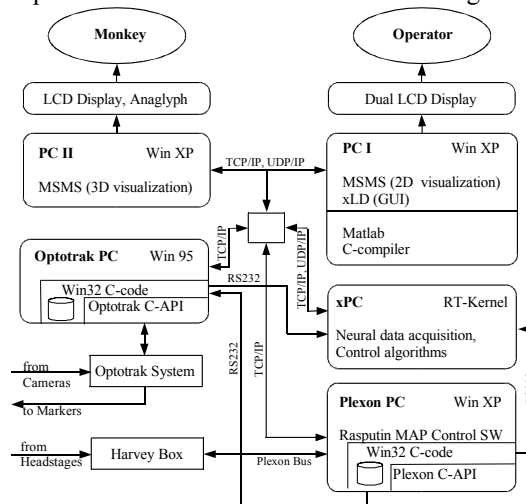 Monkey
Operator
LCD Display, Anaglyph
Dual LCD Display
PC II Win XP
MSMS (3D visualization)
TCP/IP, UDP/IP
PC I Win XP
MSMS (2D visualization)
xLD (GUI)
Matlab
C-compiler
TCP/IP
TCP/IP, UDP/IP
Optotrak PC Win 95
Win32 C-code
Optotrak C-API
RS232
RS232
TCP/IP
xPC RT-Kernel
Neural data acquisition,
Control algorithms
from
Cameras
Optotrak System
to Markers
Plexon PC Win XP
Rasputin MAP Control SW
Win32 C-code
Plexon C-API
from
Headstages
Harvey Box
Plexon Bus